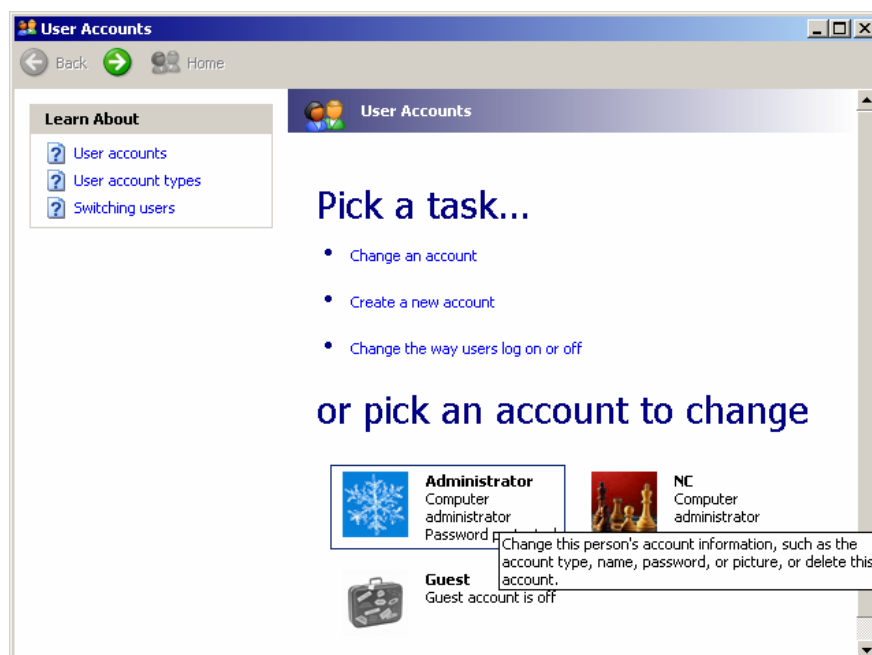 User Accounts
Back Home
Learn About
User accounts
User account types
Switching users
User Accounts
Pick a task...
Change an account
Create a new account
Change the way users log on or off
or pick an account to change
Administrator
Computer
administrator
Password
NC
Computer
administrator
Change this person's account information, such as the
account type, name, password, or picture, or delete this
account.
Guest
Guest account is off